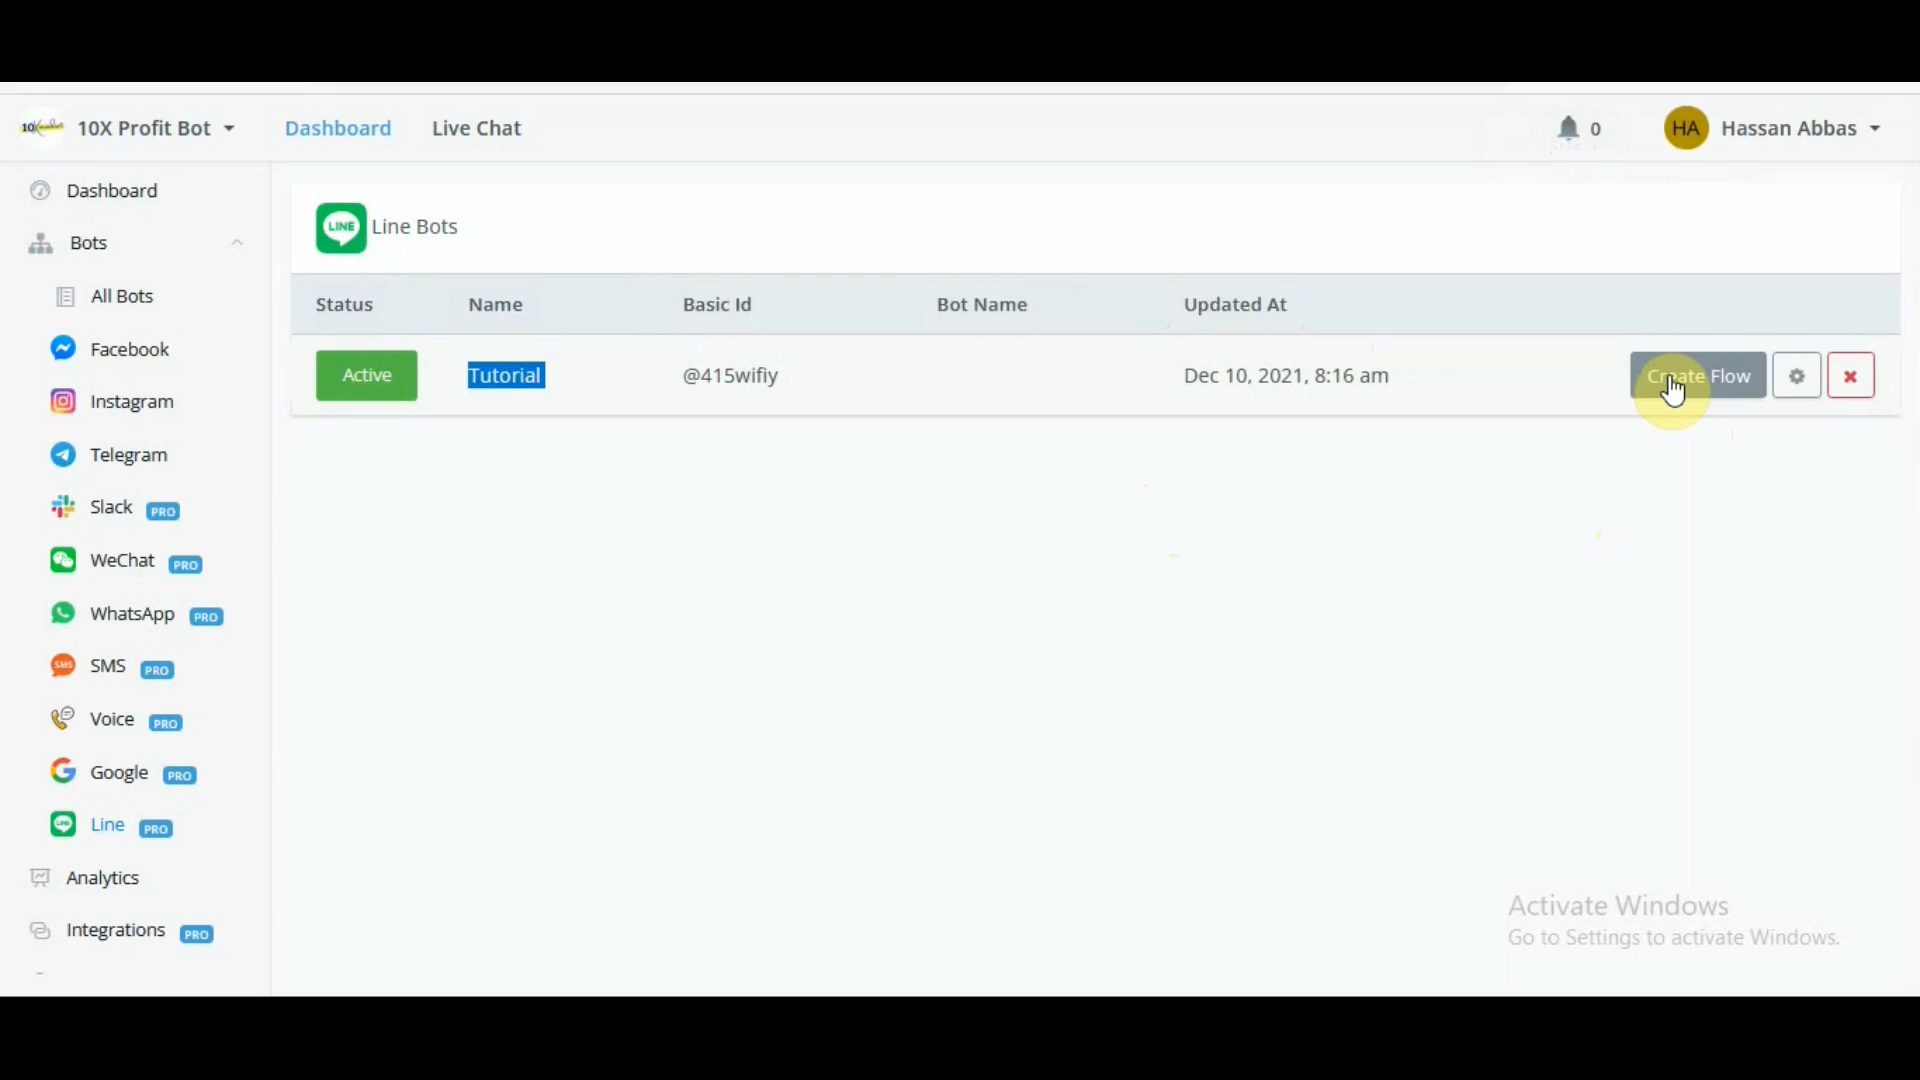 10X Profit Bot Dashboard Live Chat 0 HA Hassan Abbas
Dashboard
Bots
All Bots
Facebook
Instagram
Telegram
Slack PRO
WeChat PRO
WhatsApp PRO
SMS SMS PRO
Voice PRO
Google PRO
LINE Line PRO
Analytics
Integrations PRO
LINE Line Bots
Status Name Basic Id Bot Name Updated At
Active Tutorial @415wifiy Dec 10, 2021, 8:16 am Create Flow
Activate Windows
Go to Settings to activate Windows.